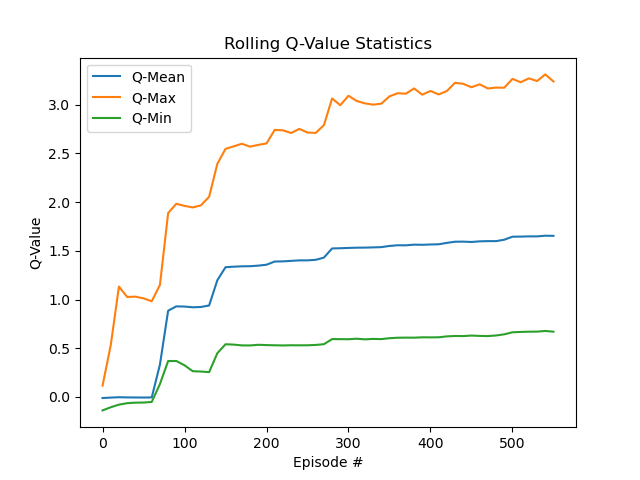 Rolling Q-Value Statistics
Q-Mean
Q-Max
Q-Min
Q-Value
3.0
2.5
2.0
1.5
1.0
0.5
0.0
0 100 200 300 400 500
Episode #